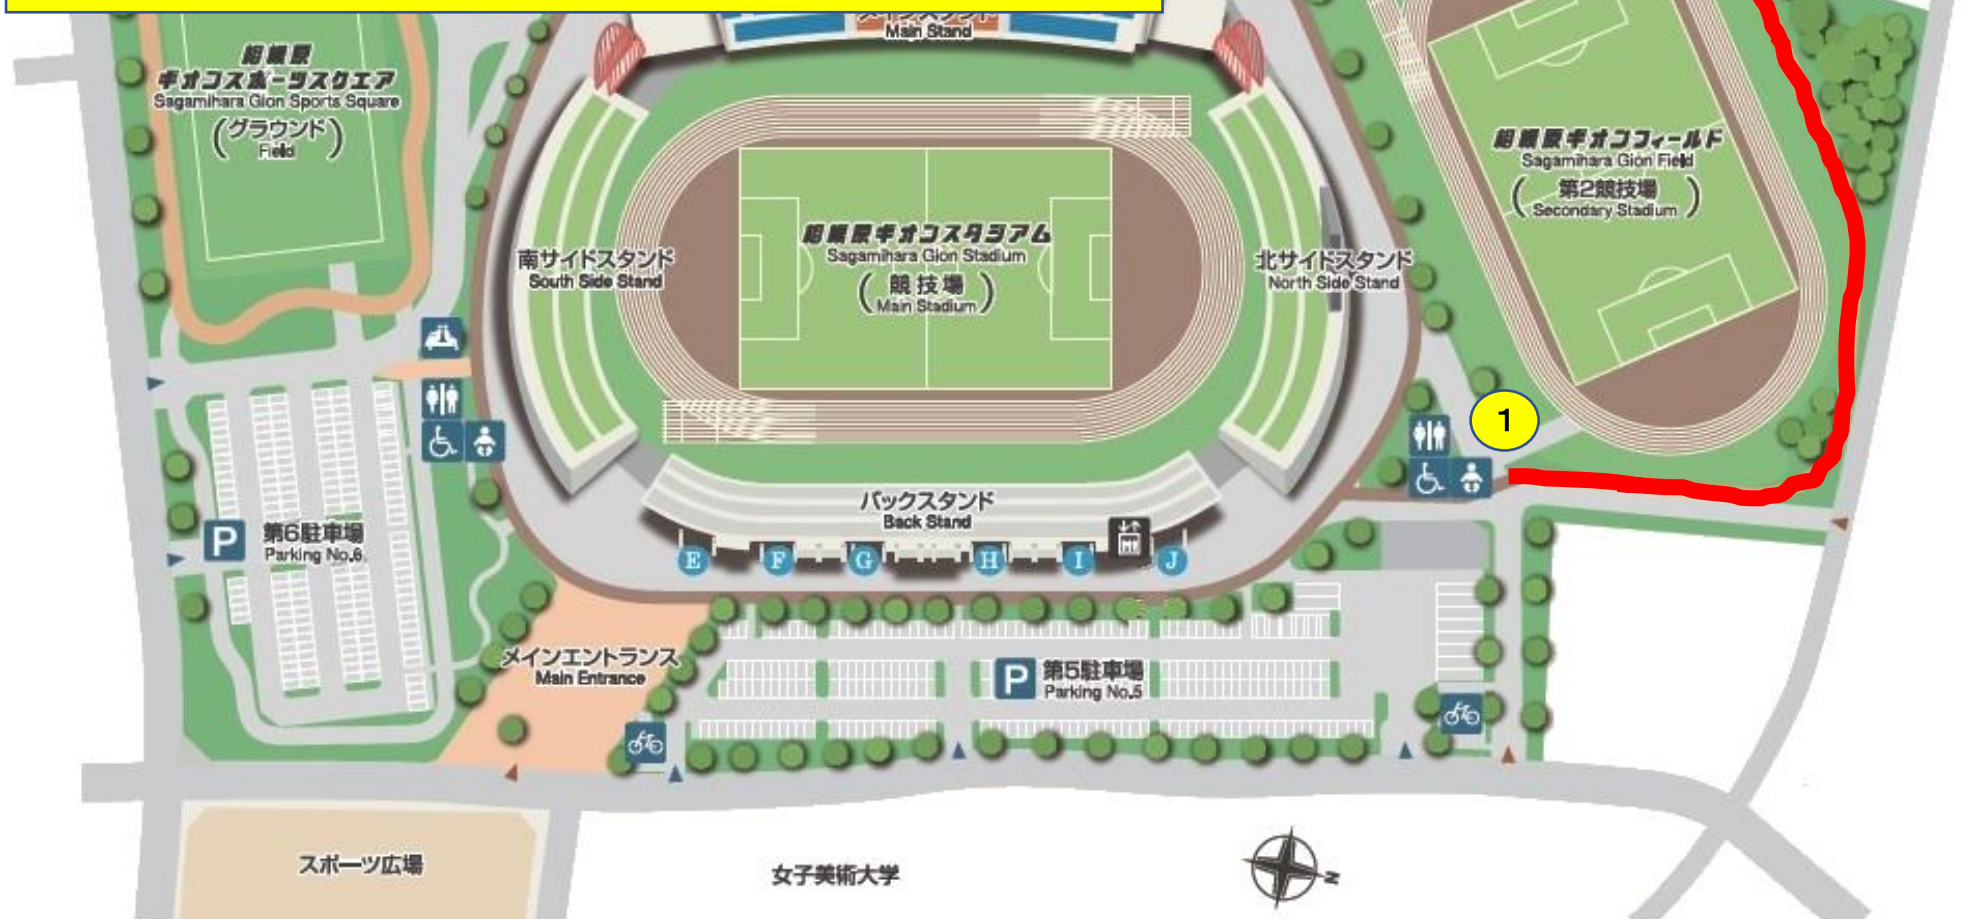 メインスタンド
Main Stand
相模原
ギオンスポーツスクエア
Sagamihara Gion Sports Square
(グラウンド)
Field
相模原ギオンフィールド
Sagamihara Gion Field
(第2競技場)
Secondary Stadium
相模原ギオンスタジアム
Sagamihara Gion Stadium
(競技場)
Main Stadium
南サイドスタンド
South Side Stand
北サイドスタンド
North Side Stand
1
バックスタンド
Back Stand
E F G H I J
P 第6駐車場
Parking No.6
メインエントランス
Main Entrance
P 第5駐車場
Parking No.5
スポーツ広場
女子美術大学
N